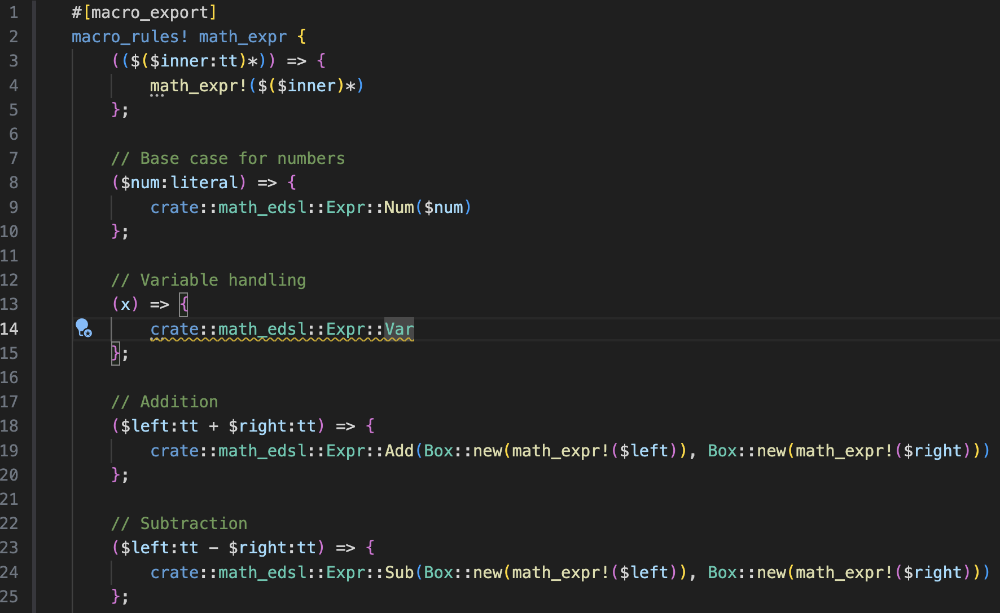 1 #[macro_export]
2 macro_rules! math_expr {
3     (($($inner:tt)*)) => {
4         math_expr!($($inner)*)
5     };
6
7     // Base case for numbers
8     ($num:literal) => {
9         crate::math_edsl::Expr::Num($num)
10     };
11
12     // Variable handling
13     (x) => {
14         crate::math_edsl::Expr::Var
15     };
16
17     // Addition
18     ($left:tt + $right:tt) => {
19         crate::math_edsl::Expr::Add(Box::new(math_expr!($left)), Box::new(math_expr!($right)))
20     };
21
22     // Subtraction
23     ($left:tt - $right:tt) => {
24         crate::math_edsl::Expr::Sub(Box::new(math_expr!($left)), Box::new(math_expr!($right)))
25     };